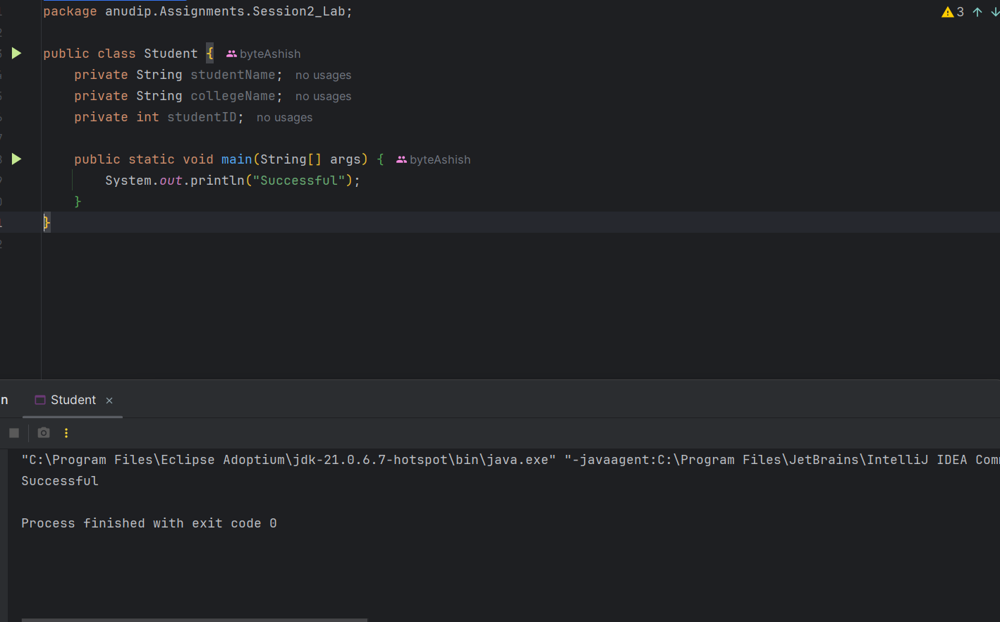 package anudip.Assignments.Session2_Lab;
3
public class Student { byteAshish
private String studentName; no usages
private String collegeName; no usages
private int studentID; no usages
public static void main(String[] args) { byteAshish
System.out.println("Successful");
}
}
Student ×
"C:\Program Files\Eclipse Adoptium\jdk-21.0.6.7-hotspot\bin\java.exe" "-javaagent:C:\Program Files\JetBrains\IntelliJ IDEA
Successful
Process finished with exit code 0